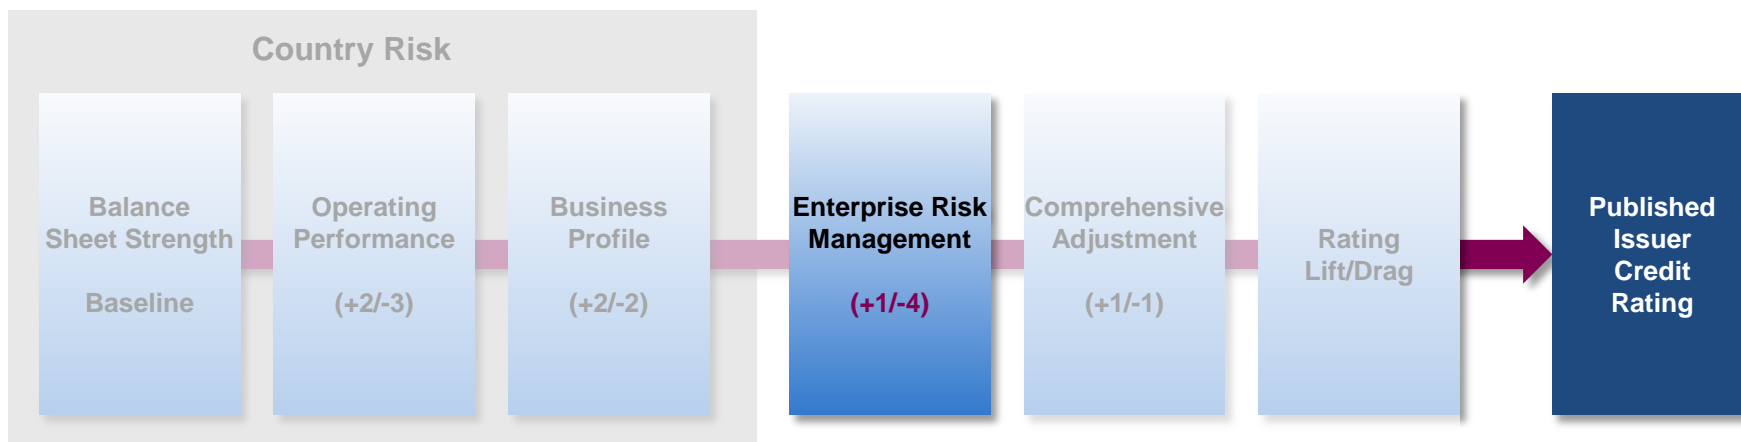 Country Risk
Balance
Sheet Strength
Baseline
Operating
Performance
(+2/-3)
Business
Profile
(+2/-2)
Enterprise Risk
Management
(+1/-4)
Comprehensive
Adjustment
(+1/-1)
Rating
Lift/Drag
Published
Issuer
Credit
Rating